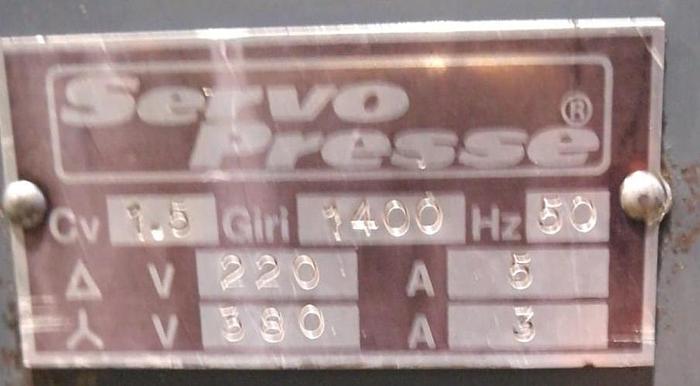 Servo
Presse ®
Cv 1.5 Giri 1400 Hz 50
Δ V 220 A 5
⅄ V 380 A 3